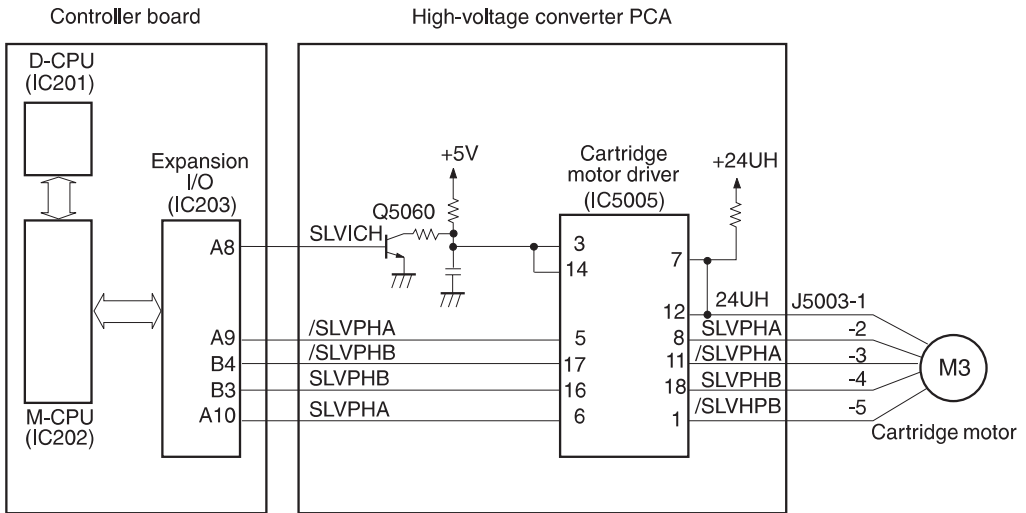 Controller board
High-voltage converter PCA
D-CPU
(IC201)
Expansion
I/O
(IC203)
M-CPU
(IC202)
A8
A9
B4
B3
A10
SLVICH
/SLVPHA
/SLVPHB
SLVPHB
SLVPHA
Q5060
+5V
Cartridge
motor driver
(IC5005)
3
14
5
17
16
6
7
12
8
11
18
1
+24UH
24UH
SLVPHA
/SLVPHA
SLVPHB
/SLVHPB
J5003-1
-2
-3
-4
-5
M3
Cartridge motor